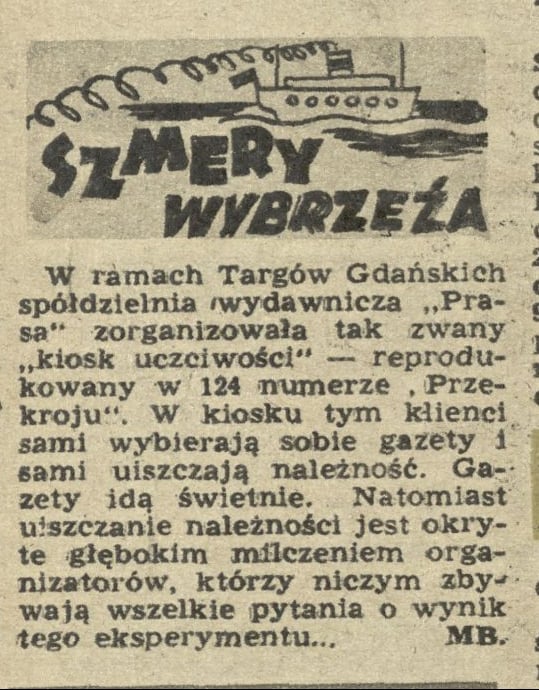 SZMERY
WYBRZEŻA
W ramach Targów Gdańskich
spółdzielnia wydawnicza „Pra-
sa“ zorganizowała tak zwany
„kiosk uczciwości“ — reprodu-
kowany w 124 numerze ‚Prze-
kroju“. W kiosku tym klienci
sami wybierają sobie gazety i
sami uiszczają należność. Ga-
zety idą świetnie. Natomiast
uiszczanie należności jest okry-
te głębokim milczeniem orga-
nizatorów, którzy niczym zby-
wają wszelkie pytania o wynik
tego eksperymentu... MB.